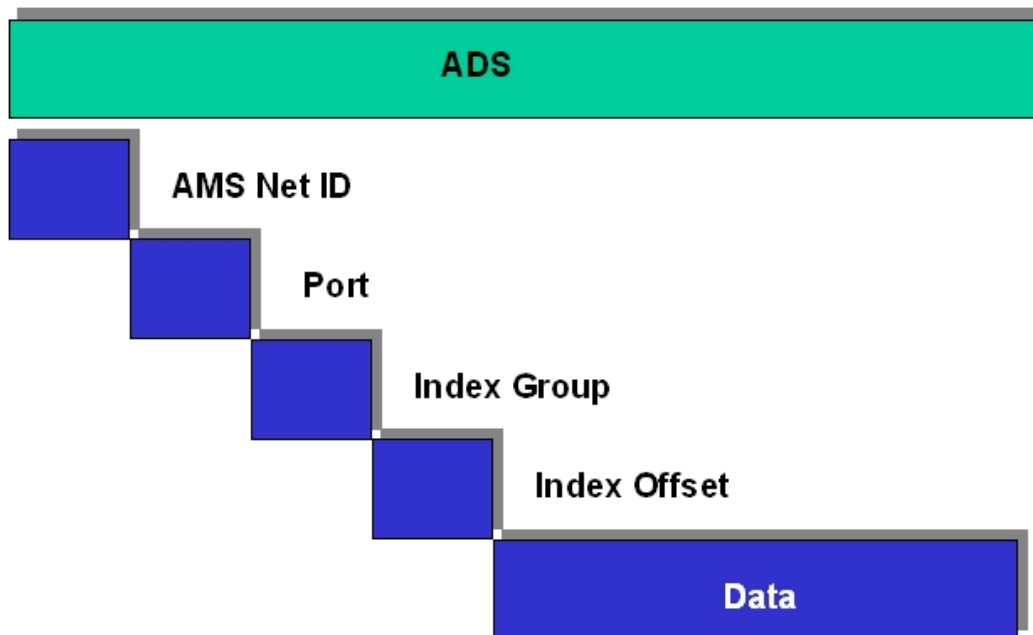 ADS
AMS Net ID
Port
Index Group
Index Offset
Data